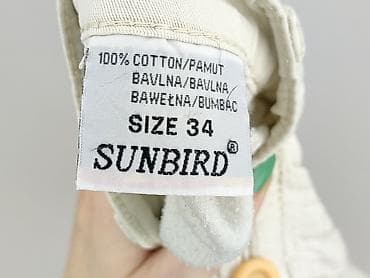 100% COTTON/PAMUT
BAVLNA/BAVLNA
BAWEŁNA/BUMBAC
SIZE 34
SUNBIRD®